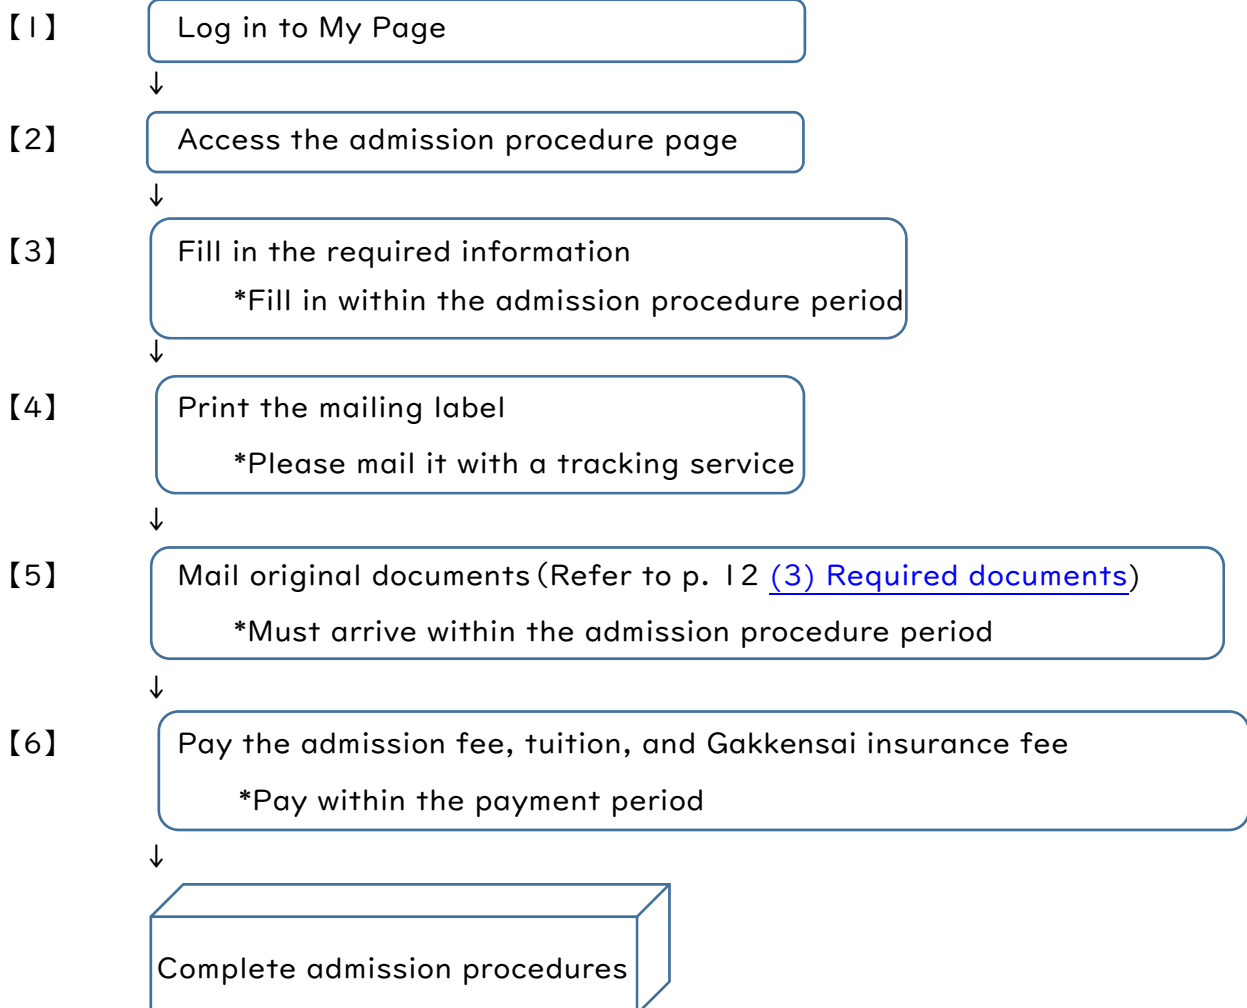 【1】 Log in to My Page
↓
【2】 Access the admission procedure page
↓
【3】 Fill in the required information
*Fill in within the admission procedure period
↓
【4】 Print the mailing label
*Please mail it with a tracking service
↓
【5】 Mail original documents（Refer to p. 12 (3) Required documents)
*Must arrive within the admission procedure period
↓
【6】 Pay the admission fee, tuition, and Gakkensai insurance fee
*Pay within the payment period
↓
Complete admission procedures